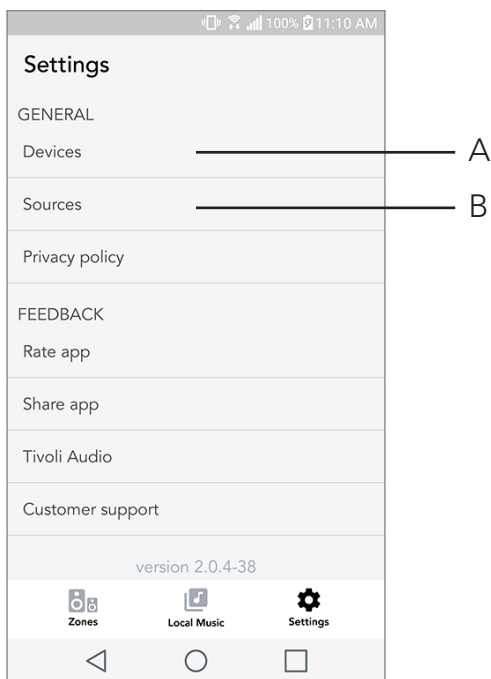 100% 11:10 AM
Settings
GENERAL
Devices
A
Sources
B
Privacy policy
FEEDBACK
Rate app
Share app
Tivoli Audio
Customer support
version 2.0.4-38
Zones
Local Music
Settings